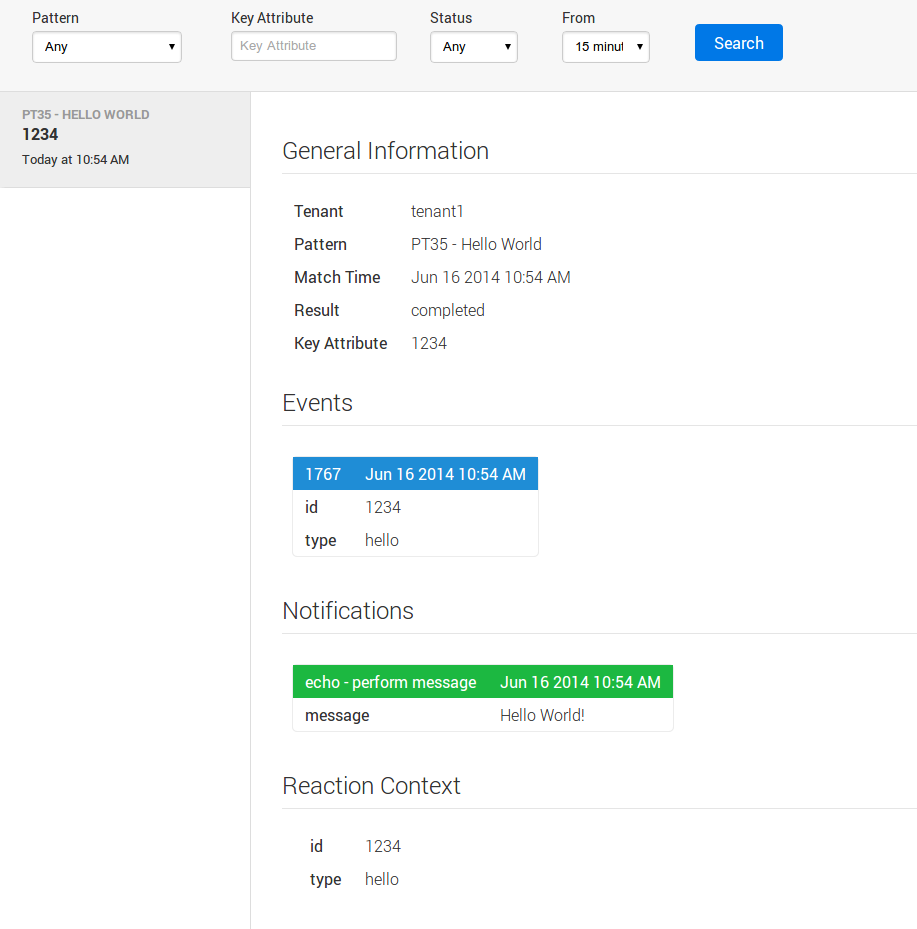 Pattern Key Attribute Status From
Any Key Attribute Any 15 minut Search
PT35 - HELLO WORLD
1234
Today at 10:54 AM
General Information
Tenant tenant1
Pattern PT35 - Hello World
Match Time Jun 16 2014 10:54 AM
Result completed
Key Attribute 1234
Events
1767 Jun 16 2014 10:54 AM
id 1234
type hello
Notifications
echo - perform message Jun 16 2014 10:54 AM
message Hello World!
Reaction Context
id 1234
type hello